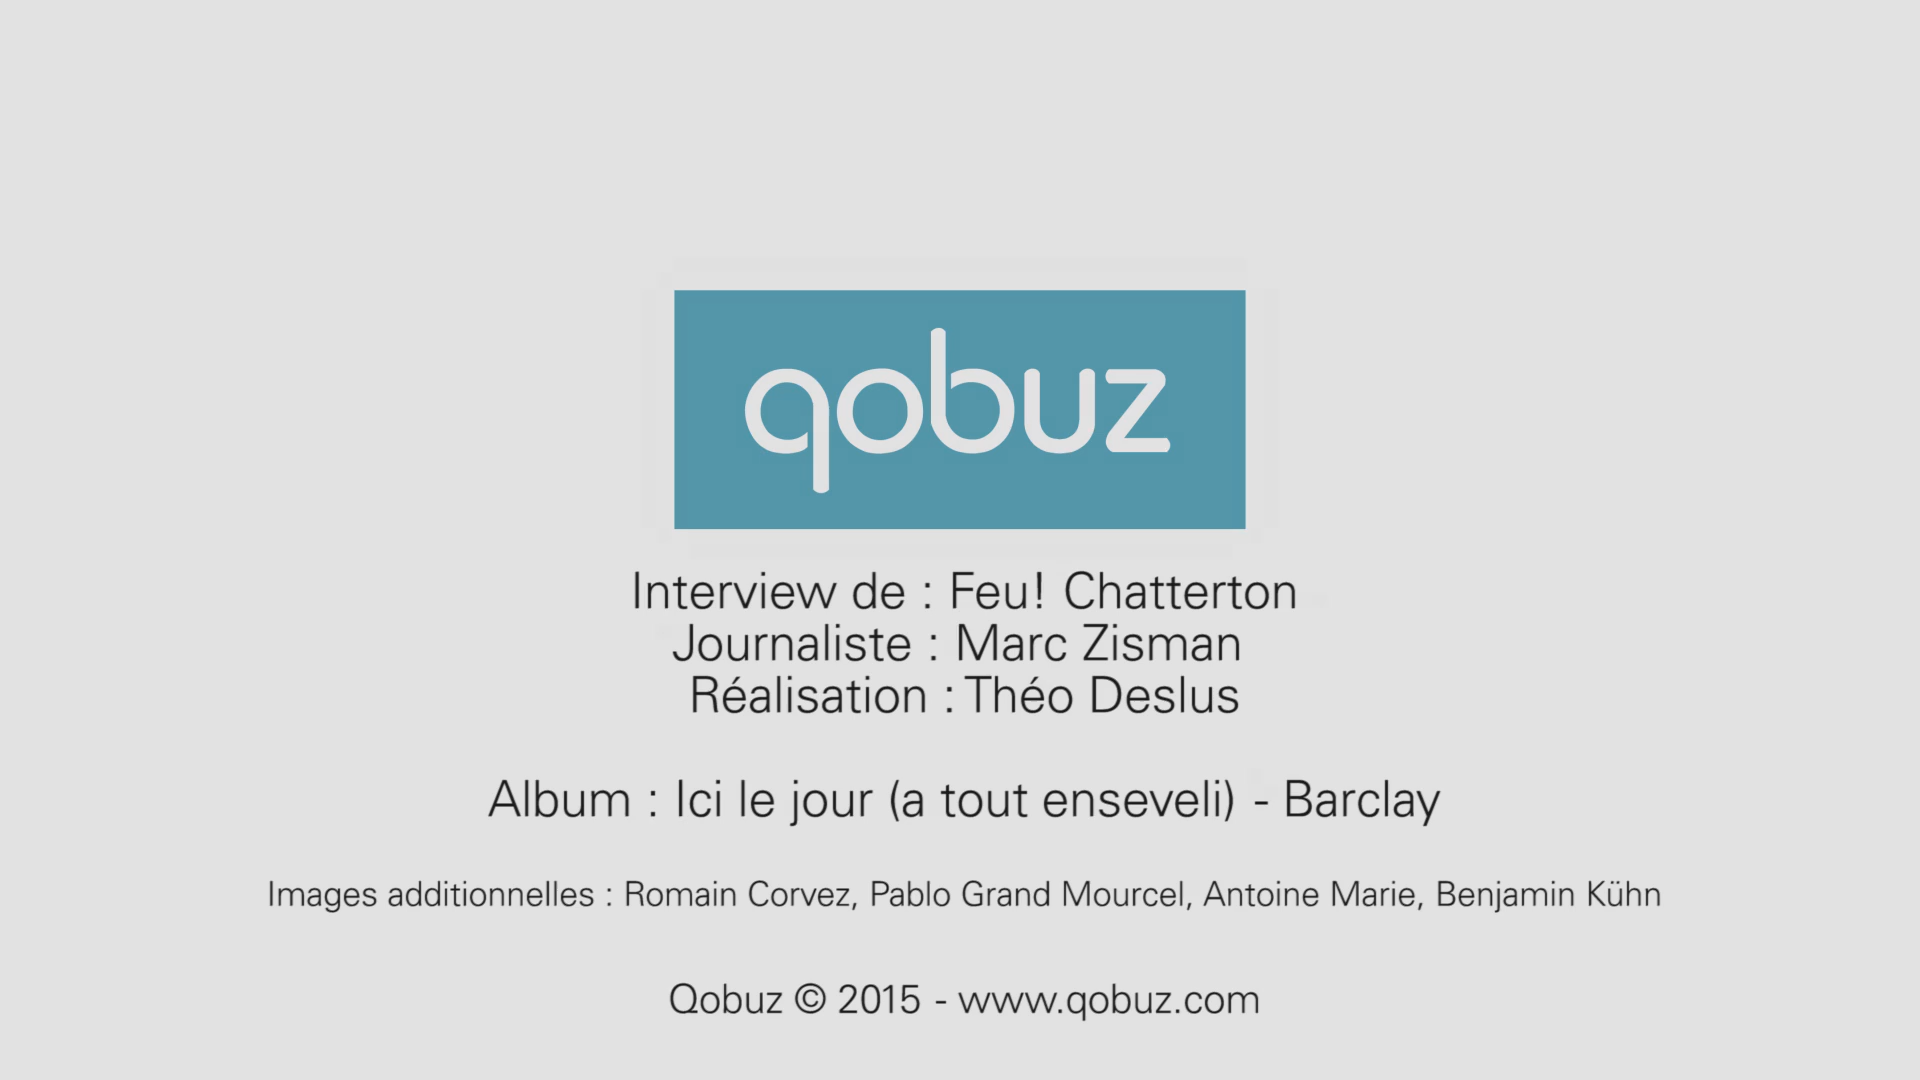 qobuz
Interview de : Feu! Chatterton
Journaliste : Marc Zisman
Réalisation : Théo Deslus
Album : Ici le jour (a tout enseveli) - Barclay
Images additionnelles : Romain Corvez, Pablo Grand Mourcel, Antoine Marie, Benjamin Kühn
Qobuz © 2015 - www.qobuz.com